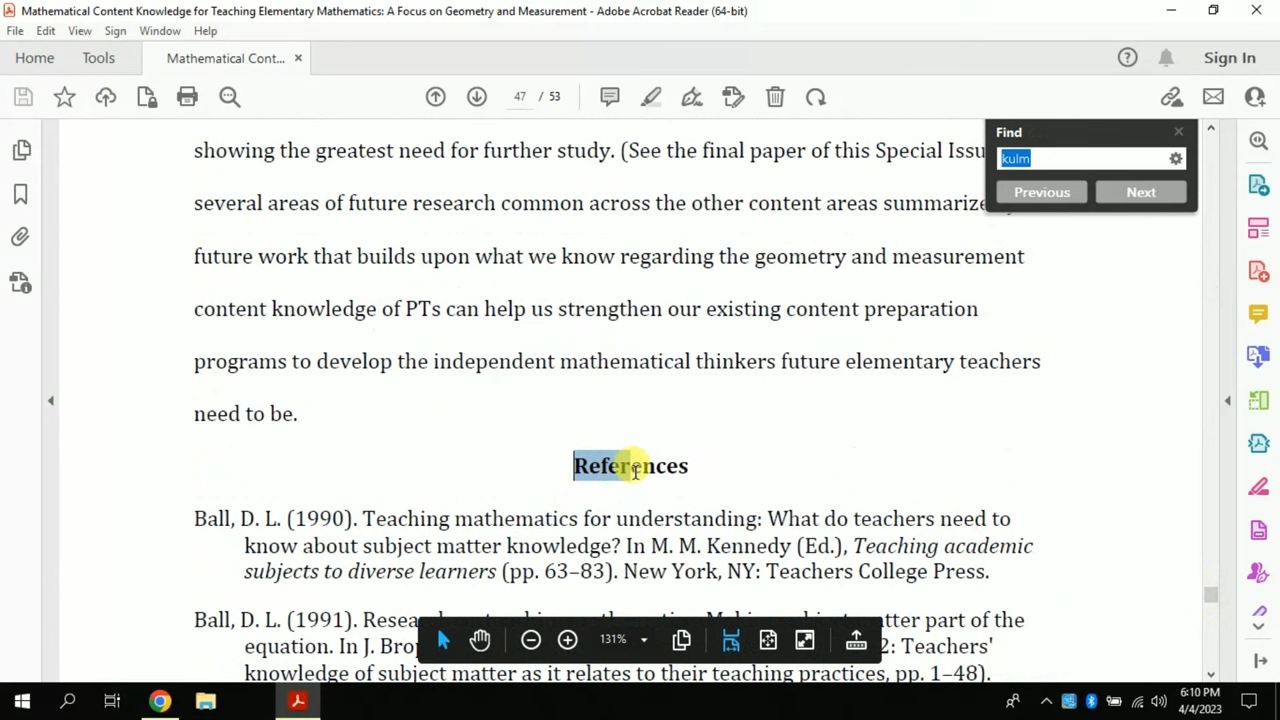 Mathematical Content Knowledge for Teaching Elementary Mathematics: A Focus on Geometry and Measurement - Adobe Acrobat Reader (64-bit)
File Edit View Sign Window Help
Home Tools Mathematical Cont... × Sign In
47 / 53
Find
kulm
Previous Next
showing the greatest need for further study. (See the final paper of this Special Issu
several areas of future research common across the other content areas summarize
future work that builds upon what we know regarding the geometry and measurement
content knowledge of PTs can help us strengthen our existing content preparation
programs to develop the independent mathematical thinkers future elementary teachers
need to be.
References
Ball, D. L. (1990). Teaching mathematics for understanding: What do teachers need to
know about subject matter knowledge? In M. M. Kennedy (Ed.), Teaching academic
subjects to diverse learners (pp. 63–83). New York, NY: Teachers College Press.
Ball, D. L. (1991). Resea matter part of the
equation. In J. Brop 2: Teachers'
knowledge of subject matter as it relates to their teaching practices, pp. 1–48).
131%
6:10 PM
4/4/2023